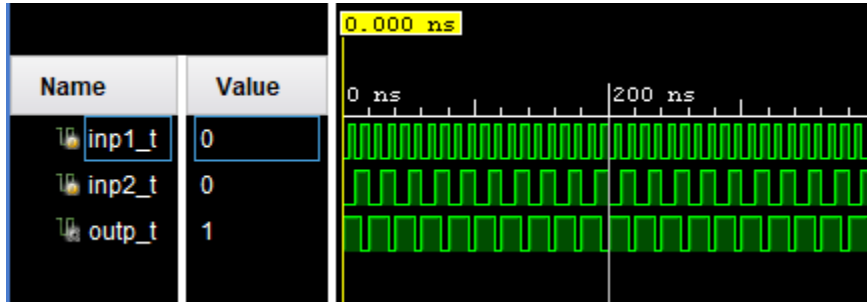 0.000 ns
Name Value
0 ns 200 ns
inp1_t 0
inp2_t 0
outp_t 1